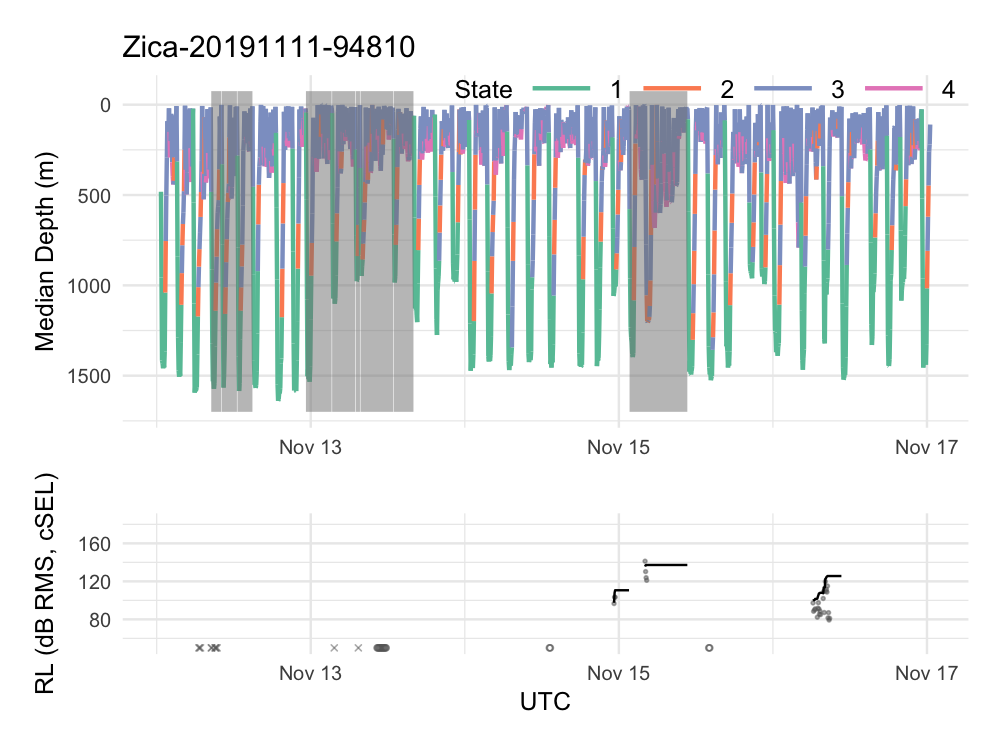 Zica-20191111-94810
State 1 2 3 4
Median Depth (m)
0
500
1000
1500
Nov 13 Nov 15 Nov 17
RL (dB RMS, cSEL)
160
120
80
Nov 13 Nov 15 Nov 17
UTC